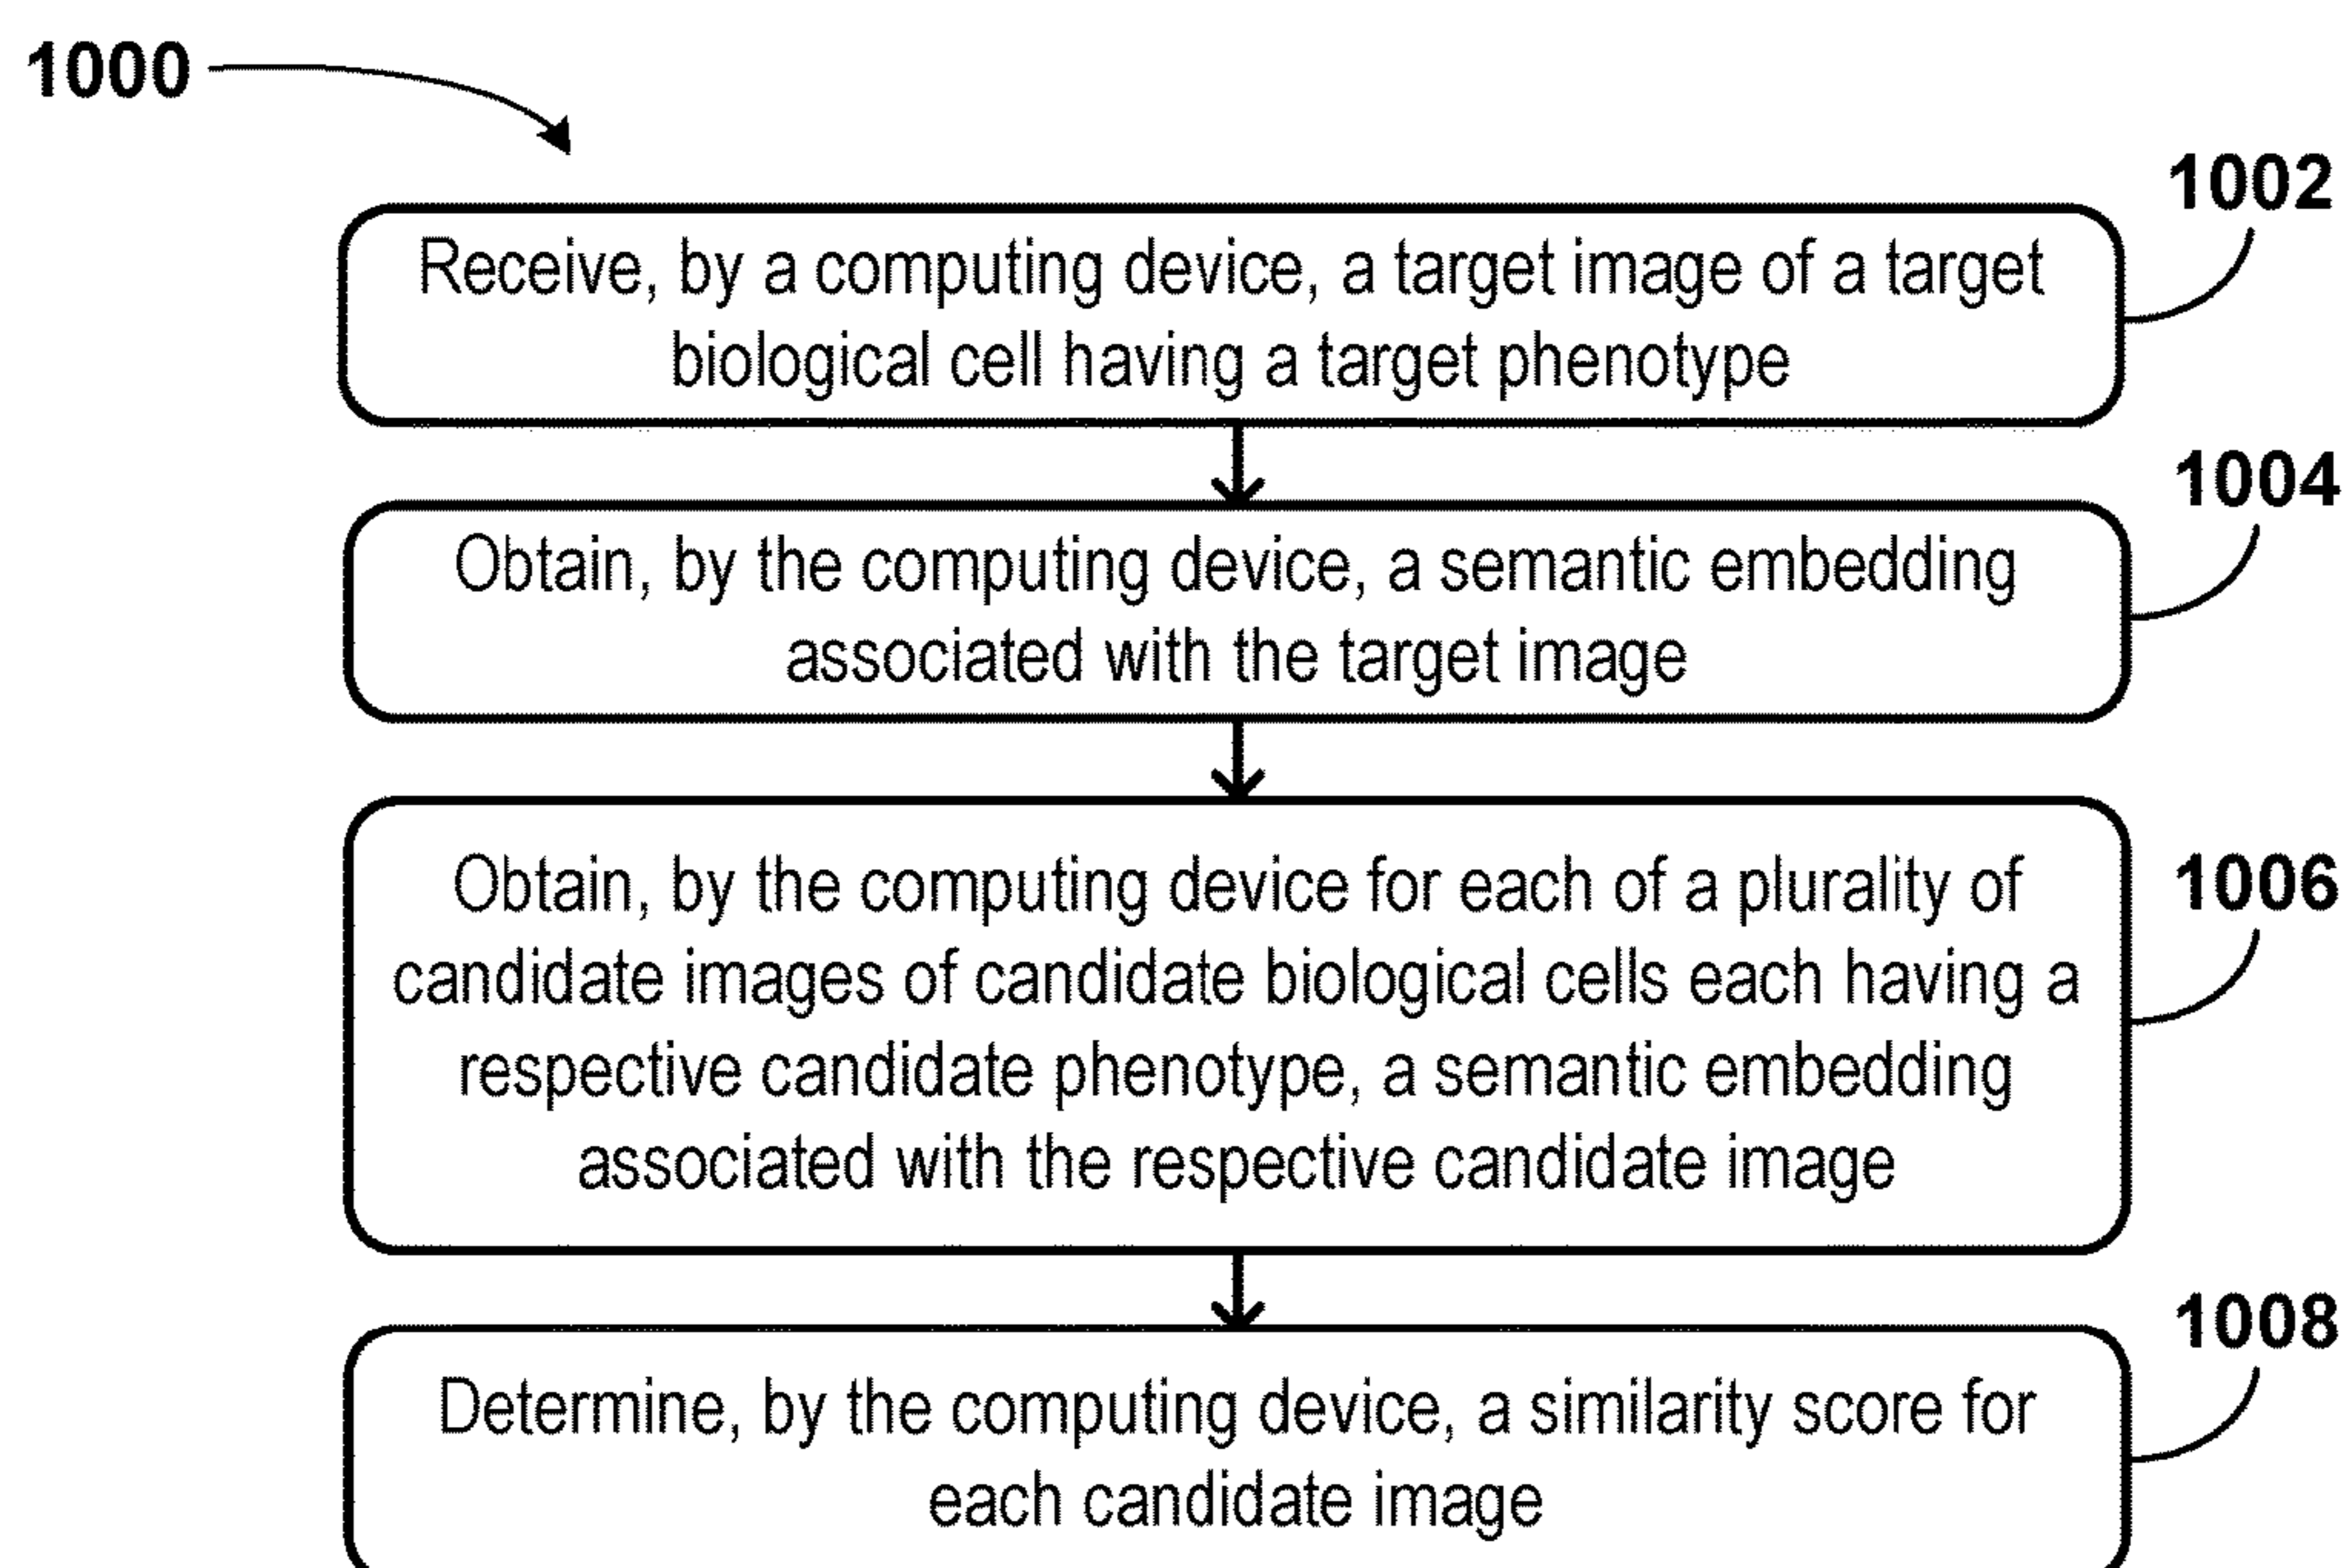 1000
1002
Receive, by a computing device, a target image of a target
biological cell having a target phenotype
1004
Obtain, by the computing device, a semantic embedding
associated with the target image
1006
Obtain, by the computing device for each of a plurality of
candidate images of candidate biological cells each having a
respective candidate phenotype, a semantic embedding
associated with the respective candidate image
1008
Determine, by the computing device, a similarity score for
each candidate image